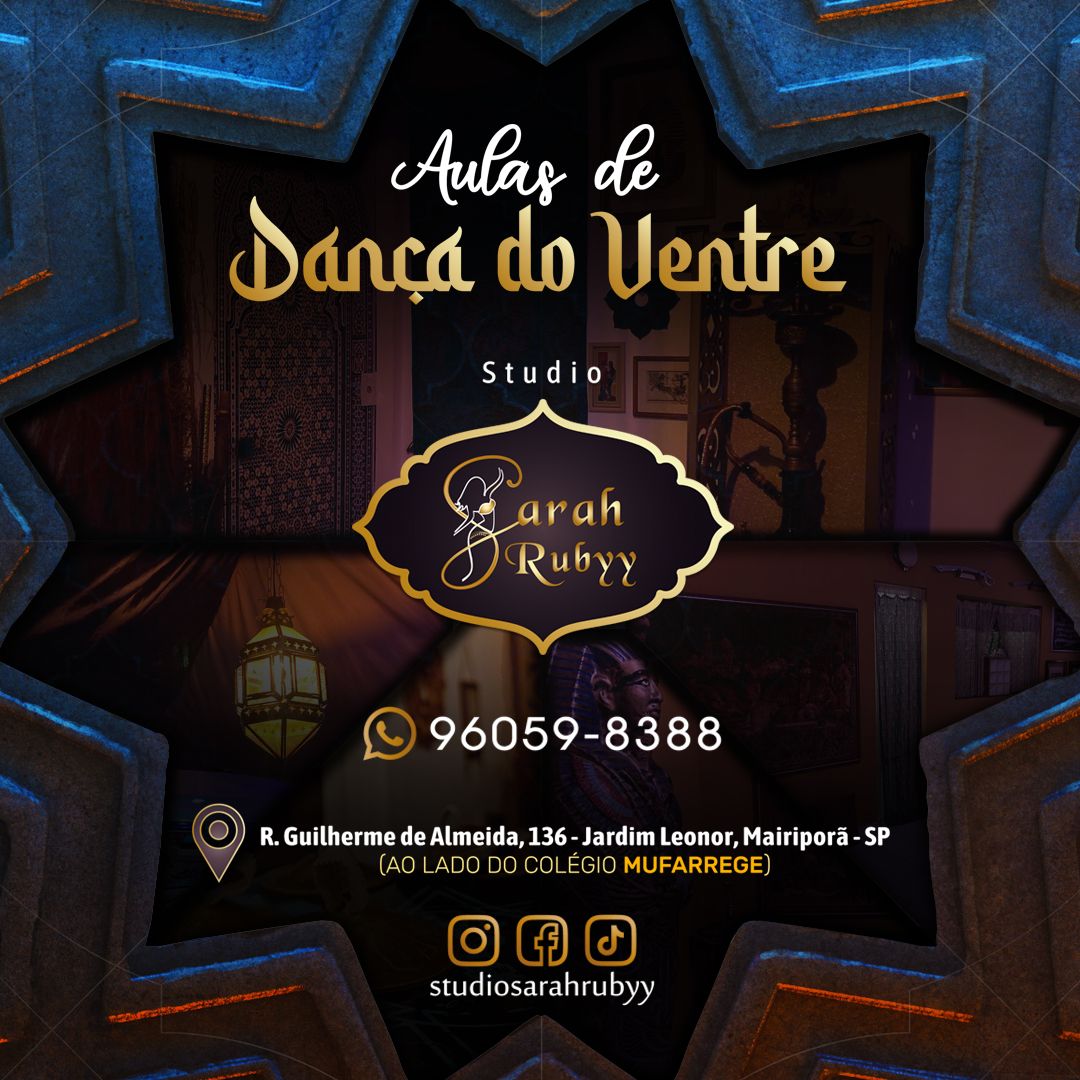 Aulas de
Dança do Ventre
Studio
Sarah
Rubyy
96059-8388
R. Guilherme de Almeida, 136 - Jardim Leonor, Mairiporã - SP
(AO LADO DO COLÉGIO MUFARREGE)
studiosarahrubyy